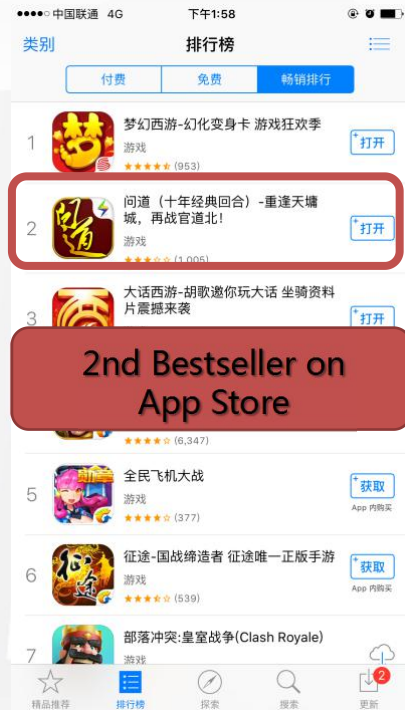 中国联通 4G 下午1:58
类别 排行榜
付费 免费 畅销排行
1
梦幻西游-幻化变身卡 游戏狂欢季
游戏
(953)
打开
梦
2
问道（十年经典回合）-重逢天墉
城，再战官道北！
游戏
(1,005)
打开
问道
3
大话西游-胡歌邀你玩大话 坐骑资料
片震撼来袭
打开
2nd Bestseller on
App Store
(6,347)
5
全民飞机大战
游戏
(377)
获取
App 内购买
6
征途-国战缔造者 征途唯一正版手游
游戏
(539)
获取
App 内购买
征途
7
部落冲突:皇室战争(Clash Royale)
游戏
2
精品推荐 排行榜 探索 搜索 更新